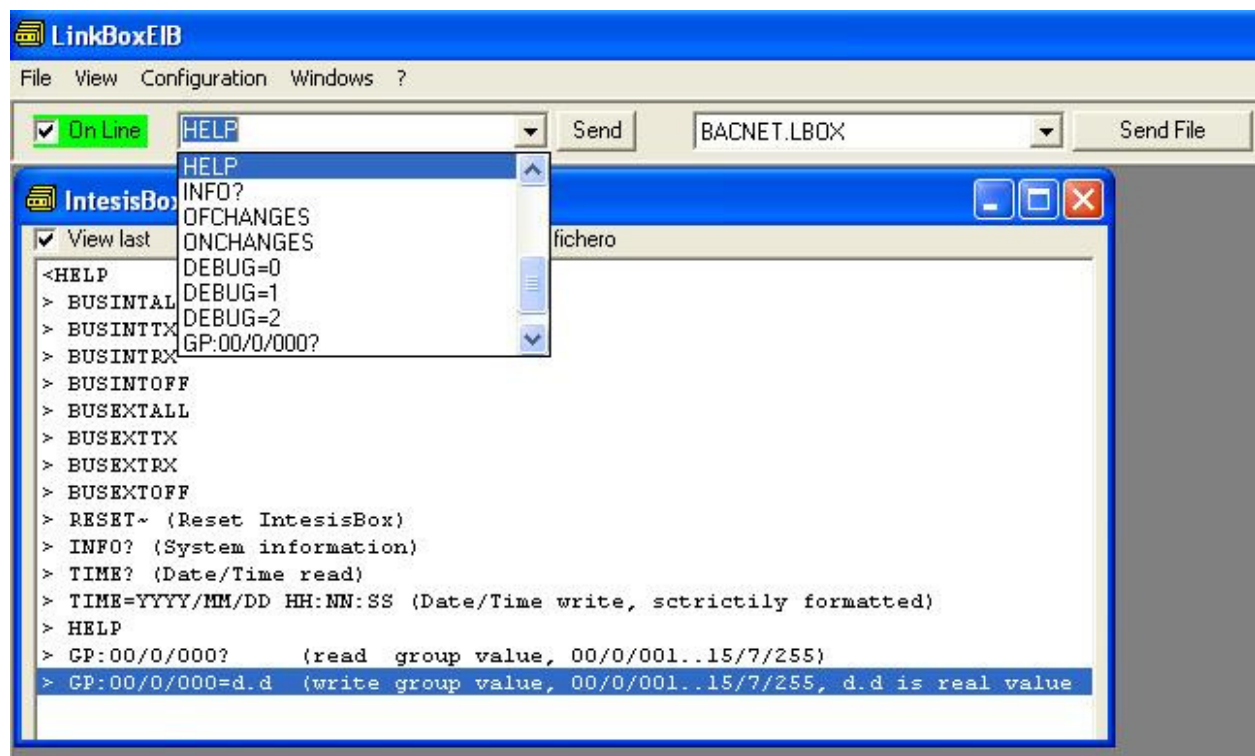 LinkBoxEIB
File View Configuration Windows ?
On Line HELP Send BACNET.LBOX Send File
HELP
INFO?
OFCHANGES
ONCHANGES
DEBUG=0
DEBUG=1
DEBUG=2
GP:00/0/000?
IntesisBo
View last fichero
<HELP
> BUSINTAL
> BUSINTTX
> BUSINTRX
> BUSINTOFF
> BUSEXTALL
> BUSEXTTX
> BUSEXTRX
> BUSEXTOFF
> RESET~ (Reset IntesisBox)
> INFO? (System information)
> TIME? (Date/Time read)
> TIME=YYYY/MM/DD HH:NN:SS (Date/Time write, sctrictily formatted)
> HELP
> GP:00/0/000? (read group value, 00/0/001..15/7/255)
> GP:00/0/000=d.d (write group value, 00/0/001..15/7/255, d.d is real value